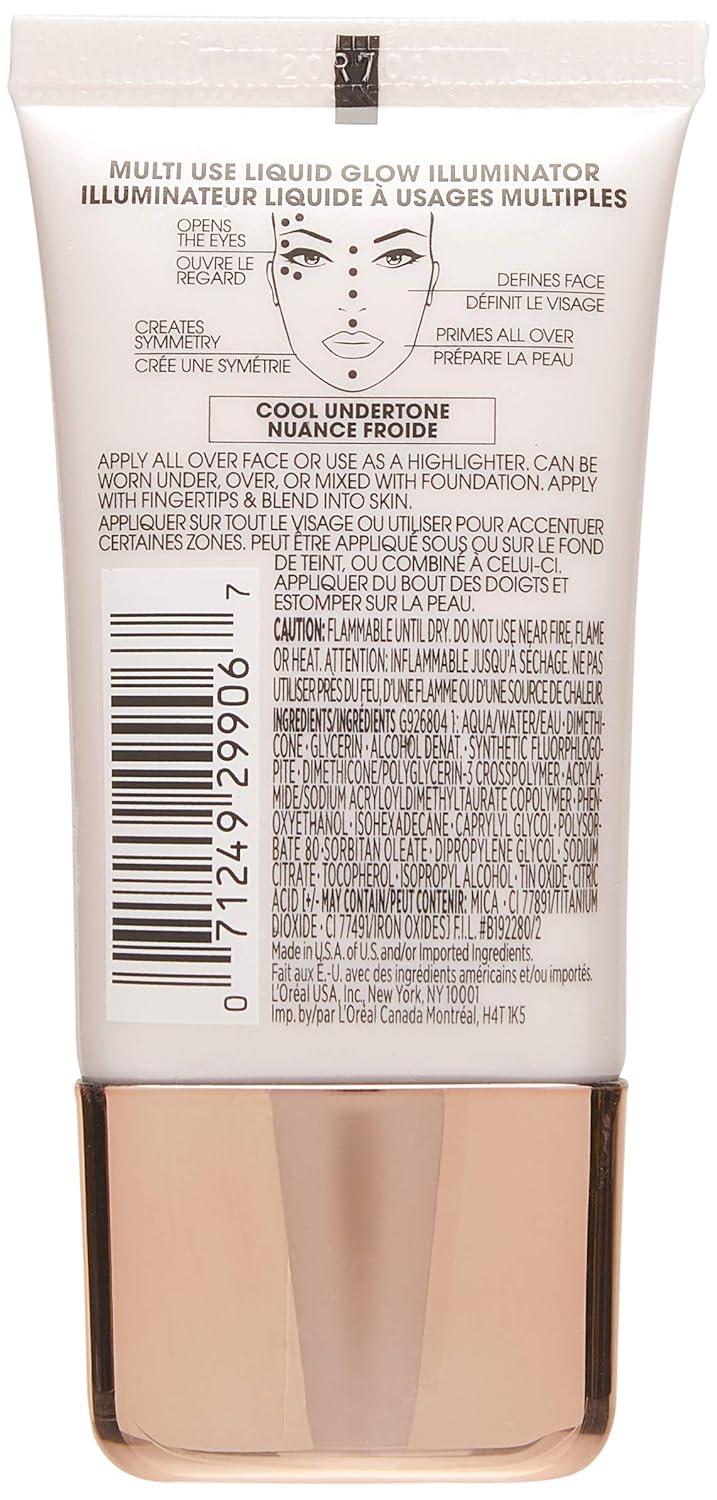 20R701
MULTI USE LIQUID GLOW ILLUMINATOR
ILLUMINATEUR LIQUIDE À USAGES MULTIPLES
OPENS
THE EYES
OUVRE LE
REGARD
DEFINES FACE
DÉFINIT LE VISAGE
CREATES
SYMMETRY
CRÉE UNE SYMÉTRIE
PRIMES ALL OVER
PRÉPARE LA PEAU
COOL UNDERTONE
NUANCE FROIDE
APPLY ALL OVER FACE OR USE AS A HIGHLIGHTER. CAN BE
WORN UNDER, OVER, OR MIXED WITH FOUNDATION. APPLY
WITH FINGERTIPS & BLEND INTO SKIN.
APPLIQUER SUR TOUT LE VISAGE OU UTILISER POUR ACCENTUER
CERTAINES ZONES. PEUT ÊTRE APPLIQUÉ SOUS OU SUR LE FOND
DE TEINT, OU COMBINÉ À CELUI-CI.
APPLIQUER DU BOUT DES DOIGTS ET
ESTOMPER SUR LA PEAU.
CAUTION: FLAMMABLE UNTIL DRY. DO NOT USE NEAR FIRE, FLAME
OR HEAT. ATTENTION: INFLAMMABLE JUSQU'A SÉCHAGE. NE PAS
UTILISER PRÈS DU FEU, D'UNE FLAMME OU D'UNE SOURCE DE CHALEUR.
INGREDIENTS/INGRÉDIENTS G926804 1: AQUA/WATER/EAU · DIMETHI-
CONE · GLYCERIN · ALCOHOL DENAT. · SYNTHETIC FLUORPHLOGO-
PITE · DIMETHICONE/POLYGLYCERIN-3 CROSSPOLYMER · ACRYLA-
MIDE/SODIUM ACRYLOYLDIMETHYLTAURATE COPOLYMER · PHEN-
OXYETHANOL · ISOHEXADECANE · CAPRYLYL GLYCOL · POLYSOR-
BATE 80 · SORBITAN OLEATE · DIPROPYLENE GLYCOL · SODIUM
CITRATE · TOCOPHEROL · ISOPROPYL ALCOHOL · TIN OXIDE · CITRIC
ACID [+/- MAY CONTAIN/PEUT CONTENIR: MICA · CI 77891/TITANIUM
DIOXIDE · CI 77491/IRON OXIDES] F.I.L. #B192280/2
Made in U.S.A. of U.S. and/or Imported Ingredients.
Fait aux É.-U. avec des ingrédients américains et/ou importés.
L'Oréal USA, Inc., New York, NY 10001
Imp. by/par L'Oréal Canada Montréal, H4T 1K5
0 71249 29906 7